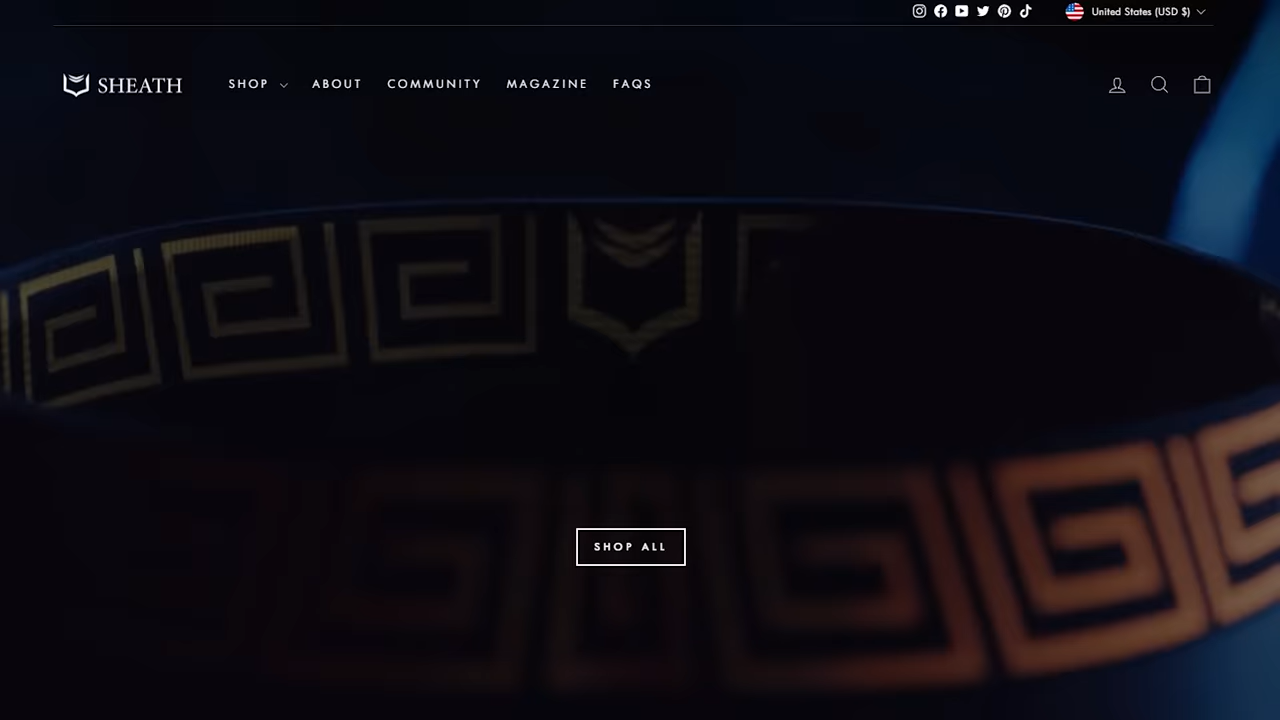 United States (USD $)
SHEATH
SHOP
ABOUT
COMMUNITY
MAGAZINE
FAQS
SHOP ALL